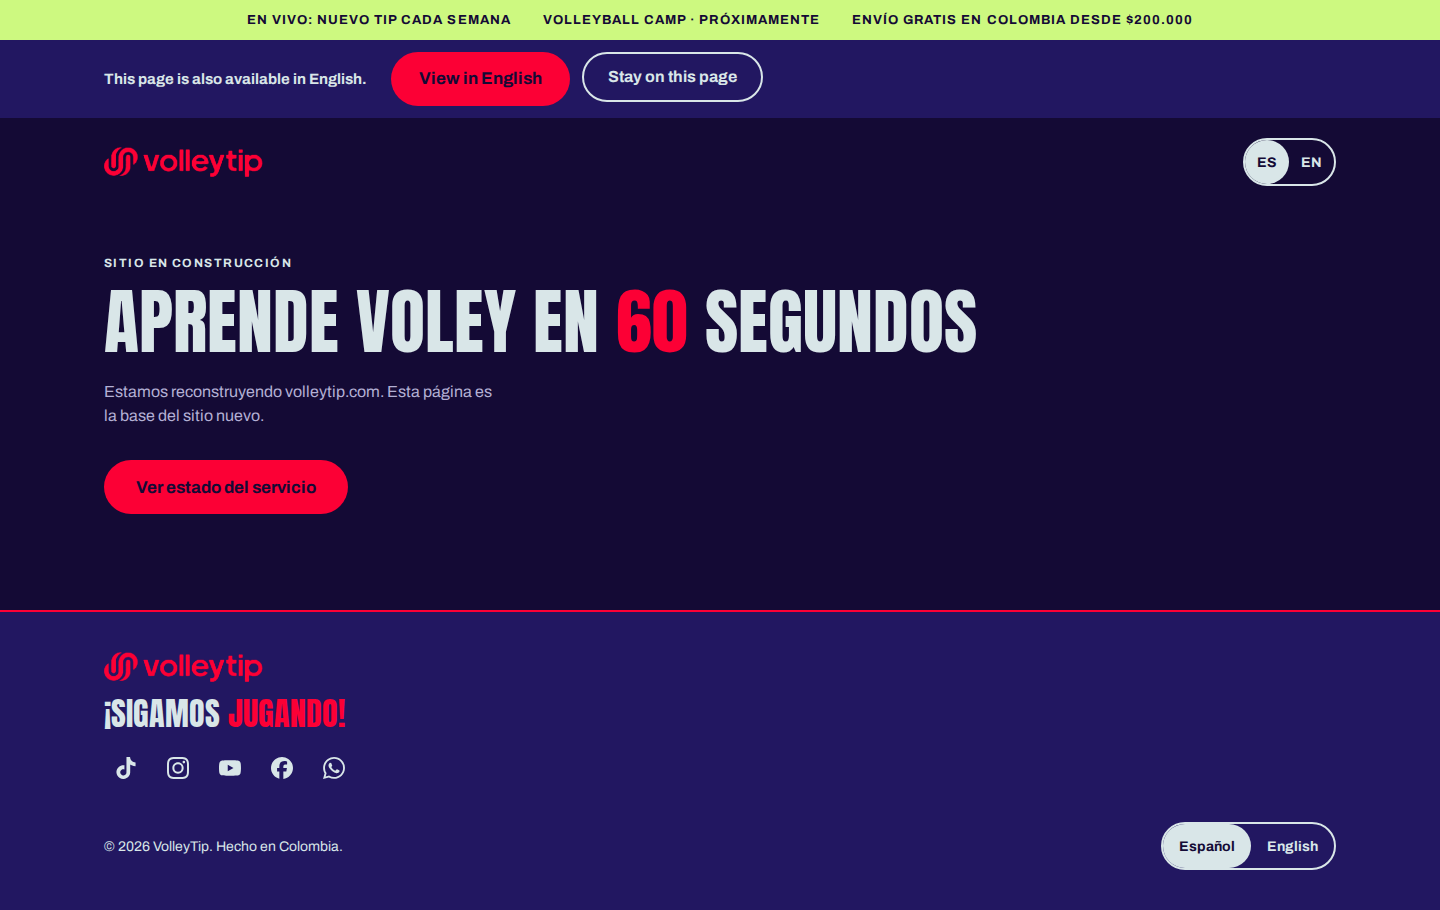 EN VIVO: NUEVO TIP CADA SEMANA VOLLEYBALL CAMP · PRÓXIMAMENTE ENVÍO GRATIS EN COLOMBIA DESDE $200.000
This page is also available in English. View in English Stay on this page
volleytip ES EN
SITIO EN CONSTRUCCIÓN
APRENDE VOLEY EN 60 SEGUNDOS
Estamos reconstruyendo volleytip.com. Esta página es
la base del sitio nuevo.
Ver estado del servicio
volleytip
¡SIGAMOS JUGANDO!
© 2026 VolleyTip. Hecho en Colombia. Español English